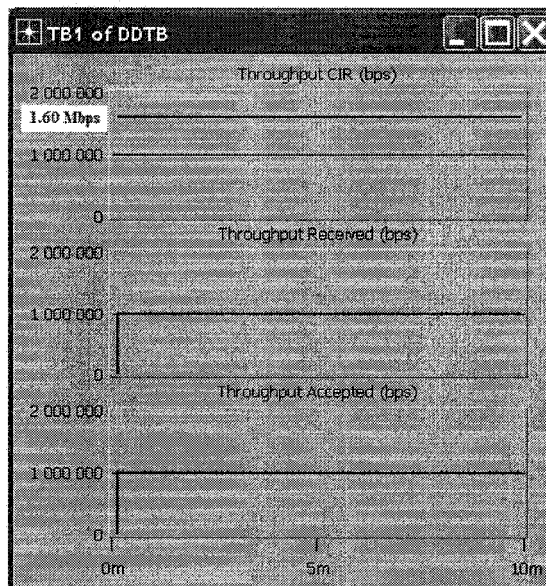 TB1 of DDTB
Throughput CIR (bps)
2 000 000
1.60 Mbps
1 000 000
0
Throughput Received (bps)
2 000 000
1 000 000
0
Throughput Accepted (bps)
2 000 000
1 000 000
0
0m 5m 10m